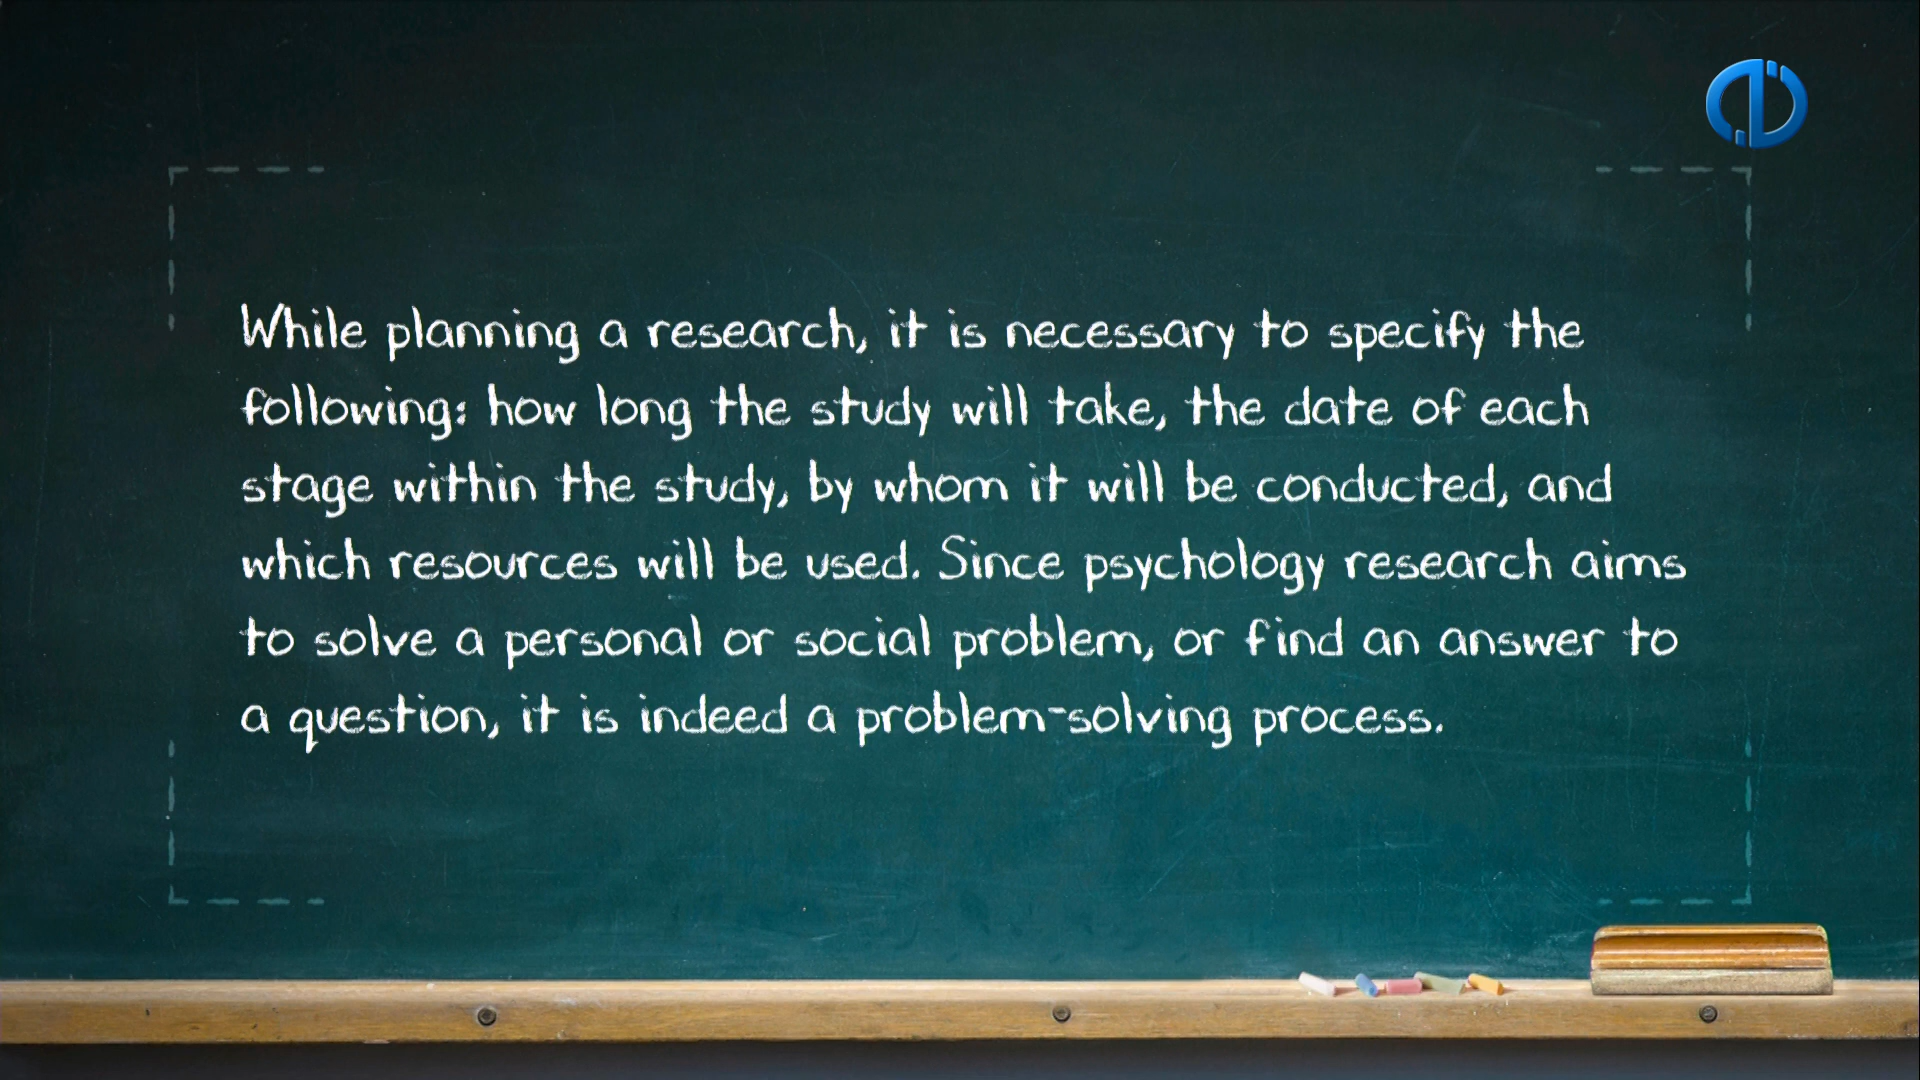 While planning a research, it is necessary to specify the
following: how long the study will take, the date of each
stage within the study, by whom it will be conducted, and
which resources will be used. Since psychology research aims
to solve a personal or social problem, or find an answer to
a question, it is indeed a problem-solving process.